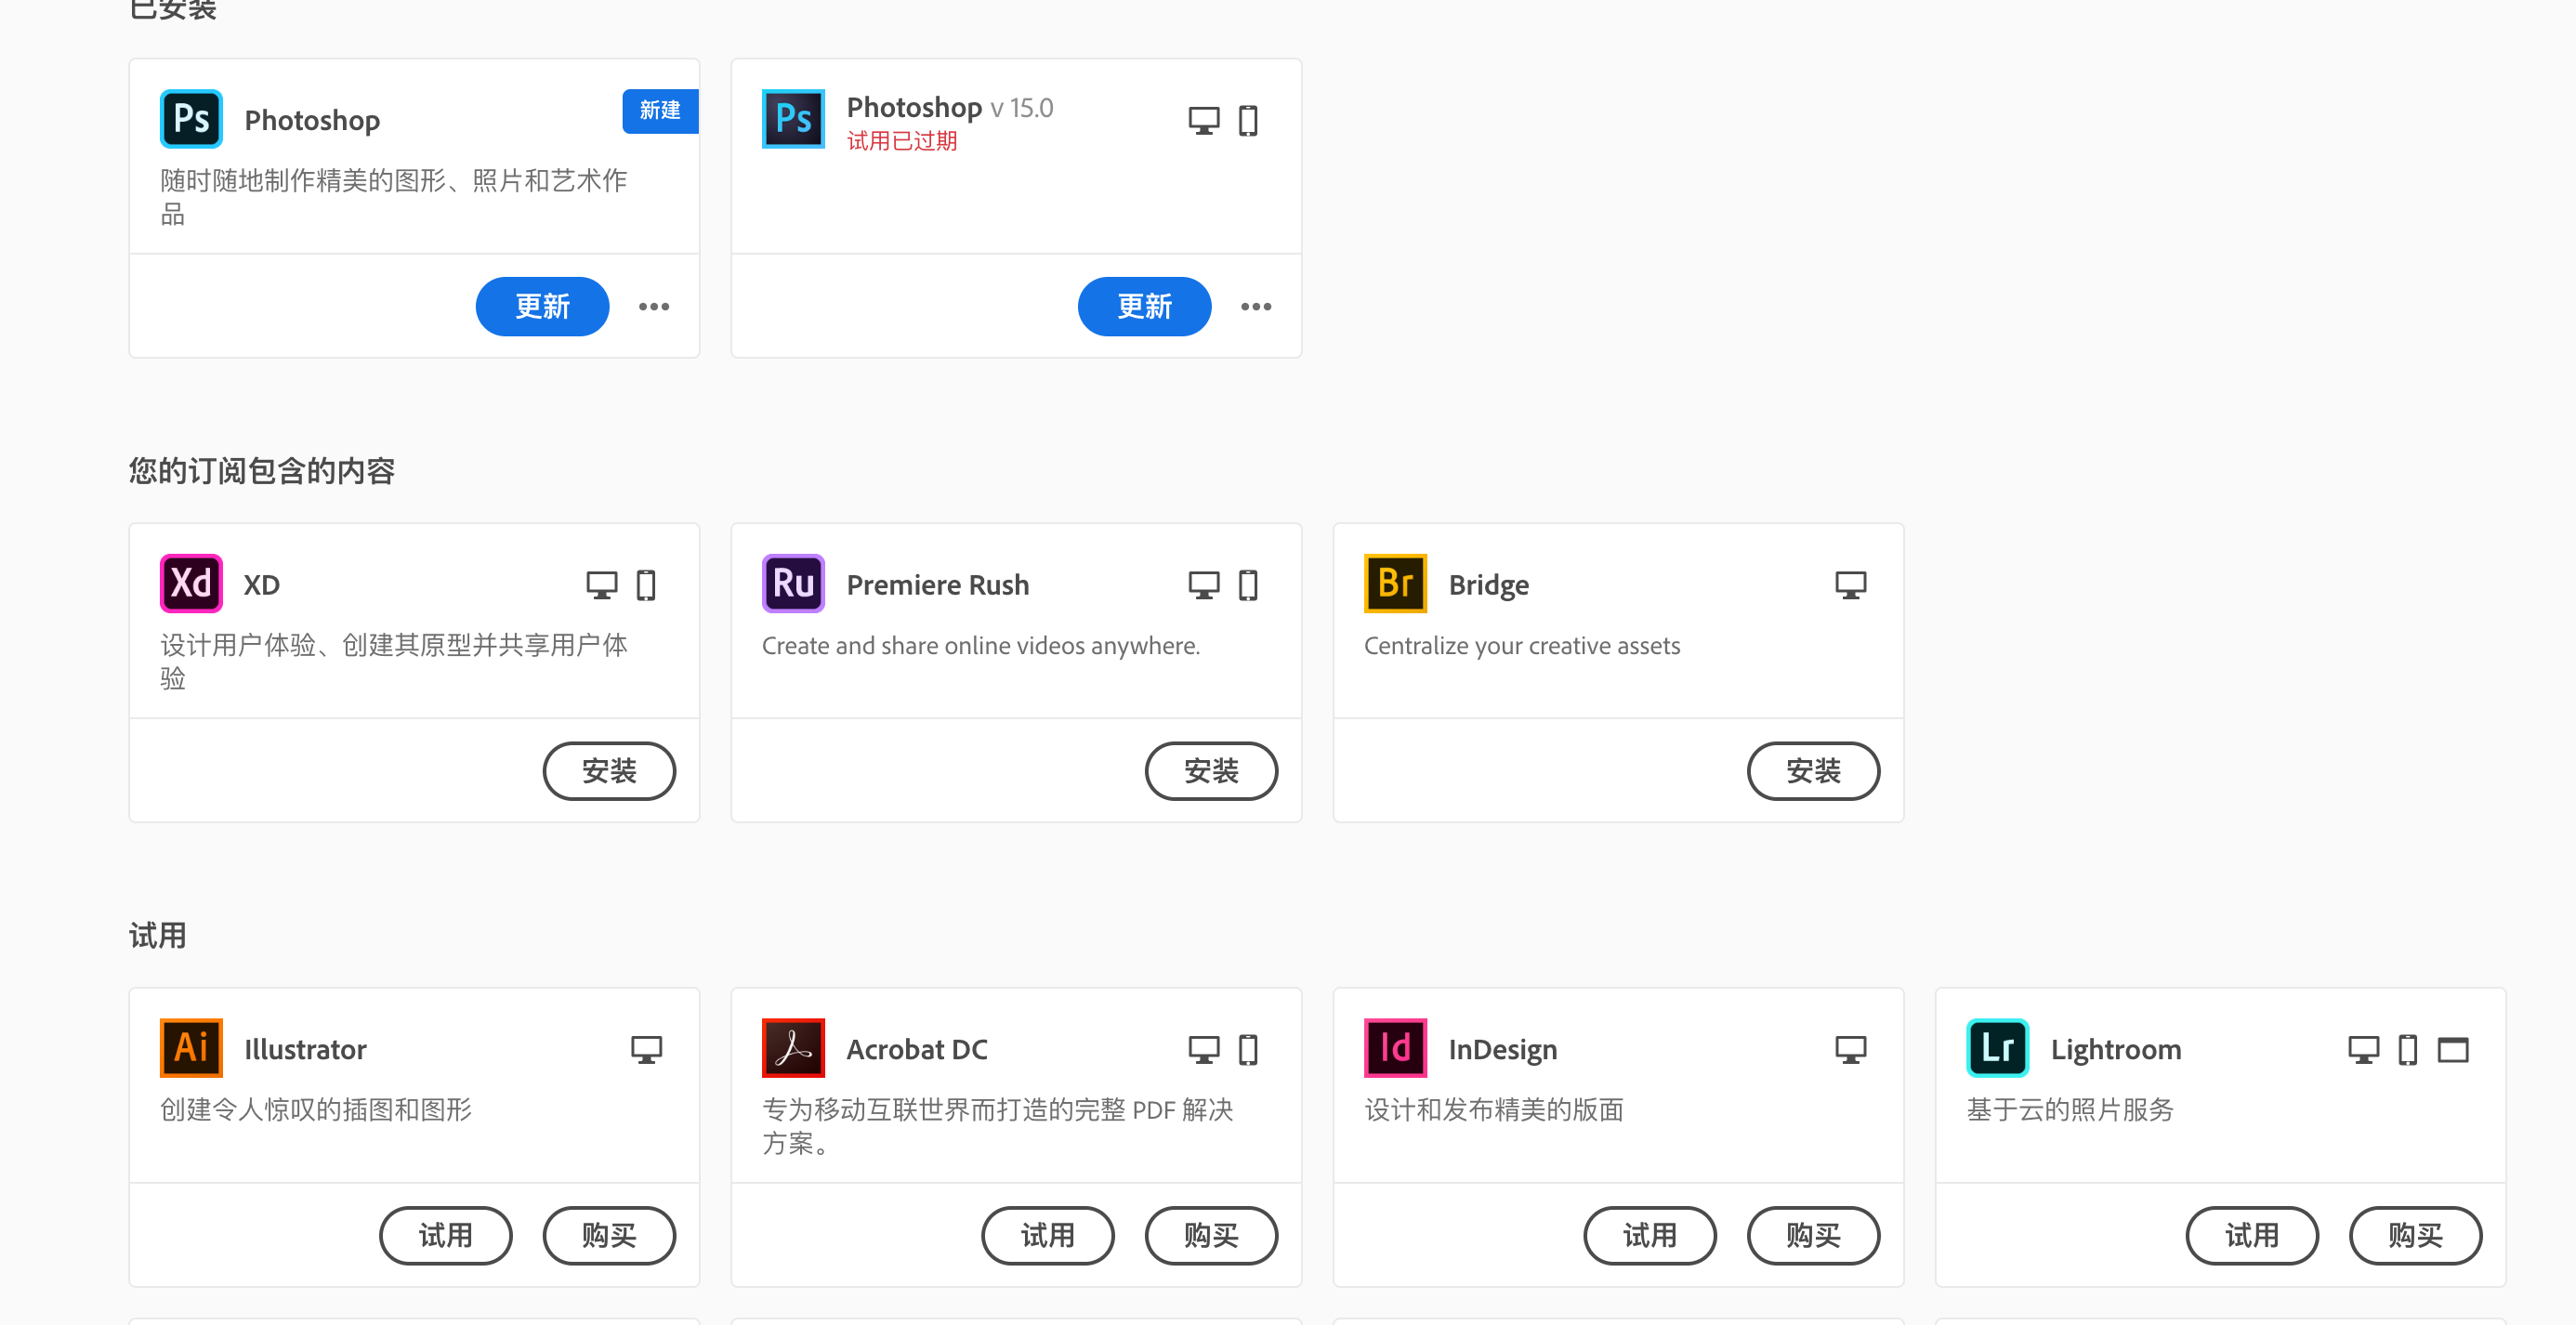 已安装
Ps
Photoshop
新建
随时随地制作精美的图形、照片和艺术作
品
更新
Ps
Photoshop v 15.0
试用已过期
更新
您的订阅包含的内容
Xd
XD
设计用户体验、创建其原型并共享用户体
验
安装
Ru
Premiere Rush
Create and share online videos anywhere.
安装
Br
Bridge
Centralize your creative assets
安装
试用
Ai
Illustrator
创建令人惊叹的插图和图形
试用
购买
Acrobat DC
专为移动互联世界而打造的完整 PDF 解决
方案。
试用
购买
Id
InDesign
设计和发布精美的版面
试用
购买
Lr
Lightroom
基于云的照片服务
试用
购买